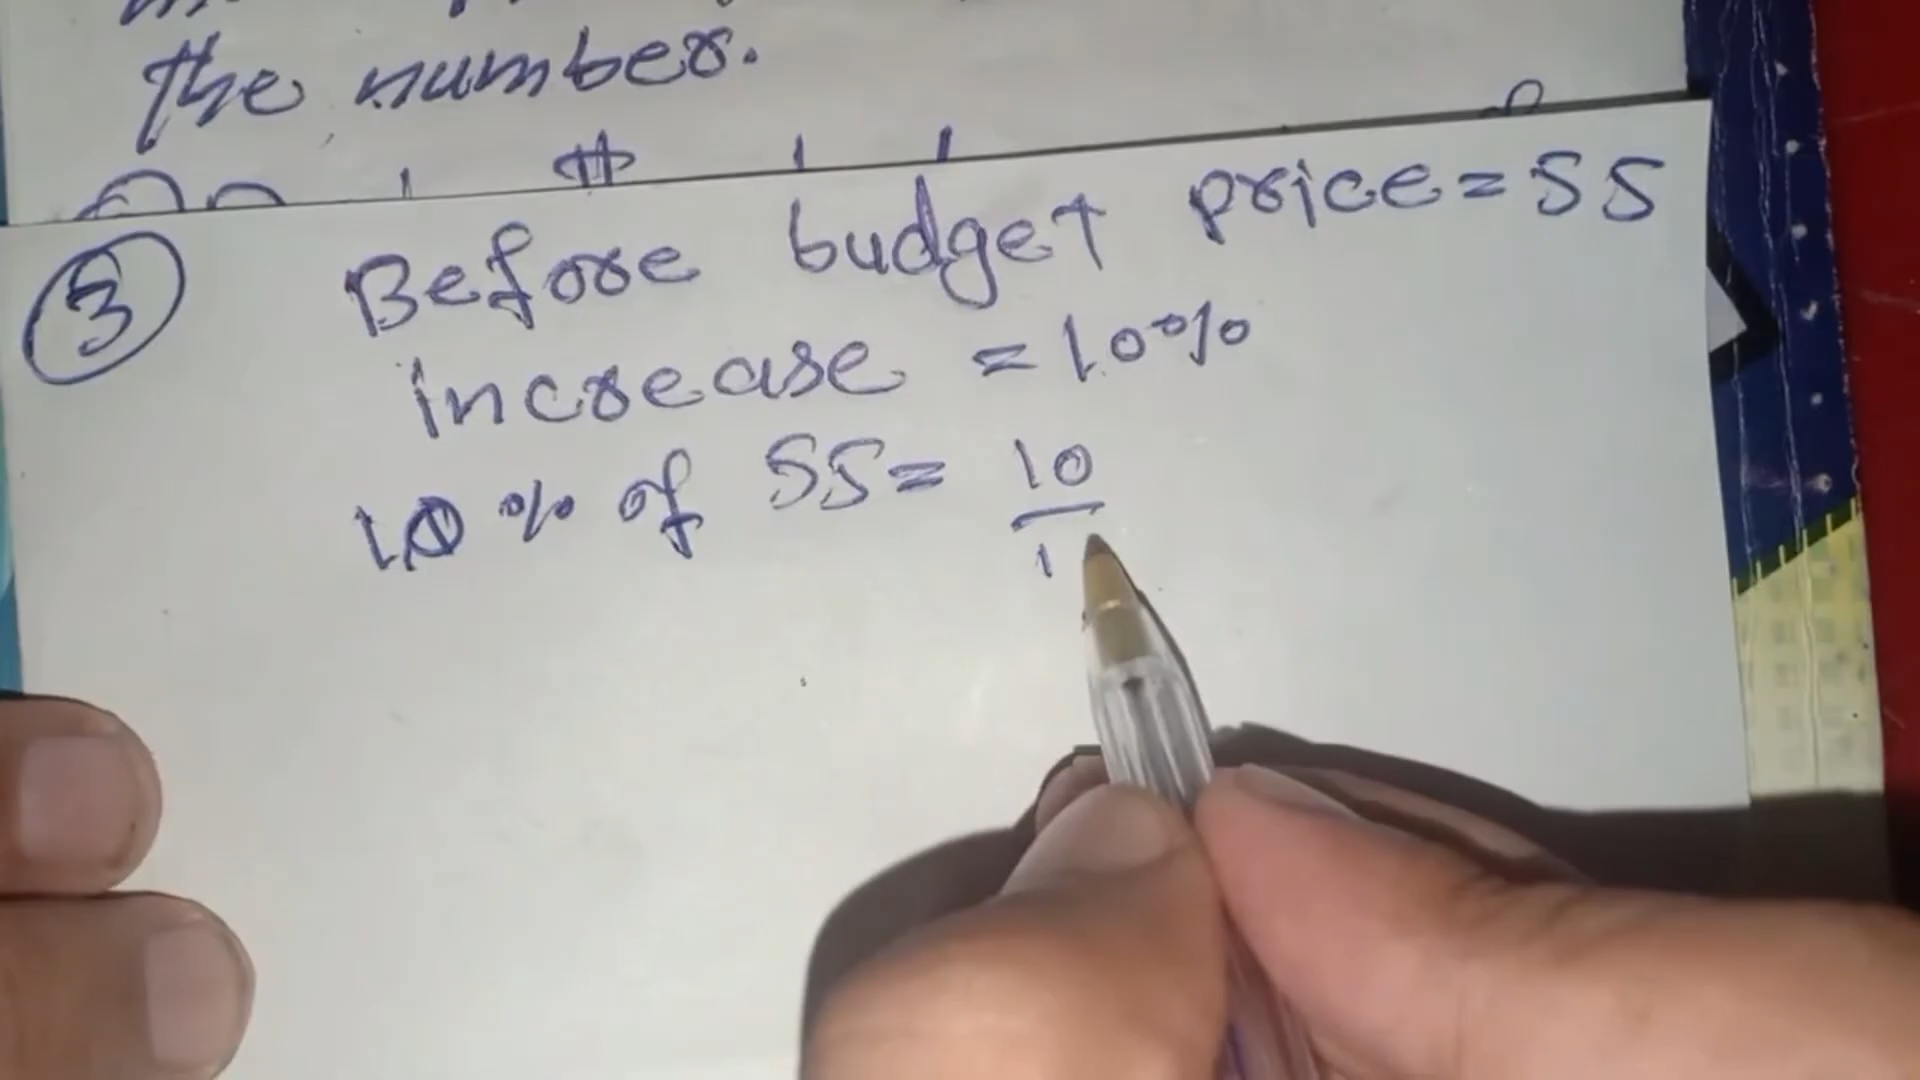 the number.
3 Before budget price = 55
increase = 10%
10% of 55 = 10
1